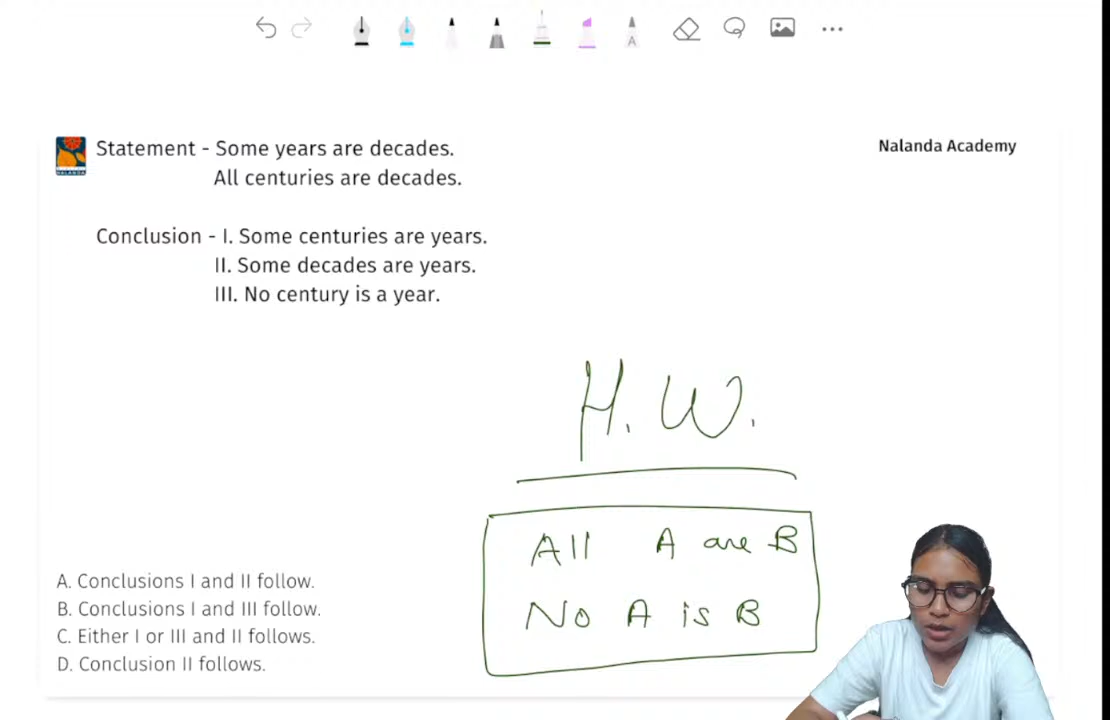 Statement - Some years are decades.
Nalanda Academy
All centuries are decades.
Conclusion - I. Some centuries are years.
II. Some decades are years.
III. No century is a year.
H. W.
All A are B
No A is B
A. Conclusions I and II follow.
B. Conclusions I and III follow.
C. Either I or III and II follows.
D. Conclusion II follows.